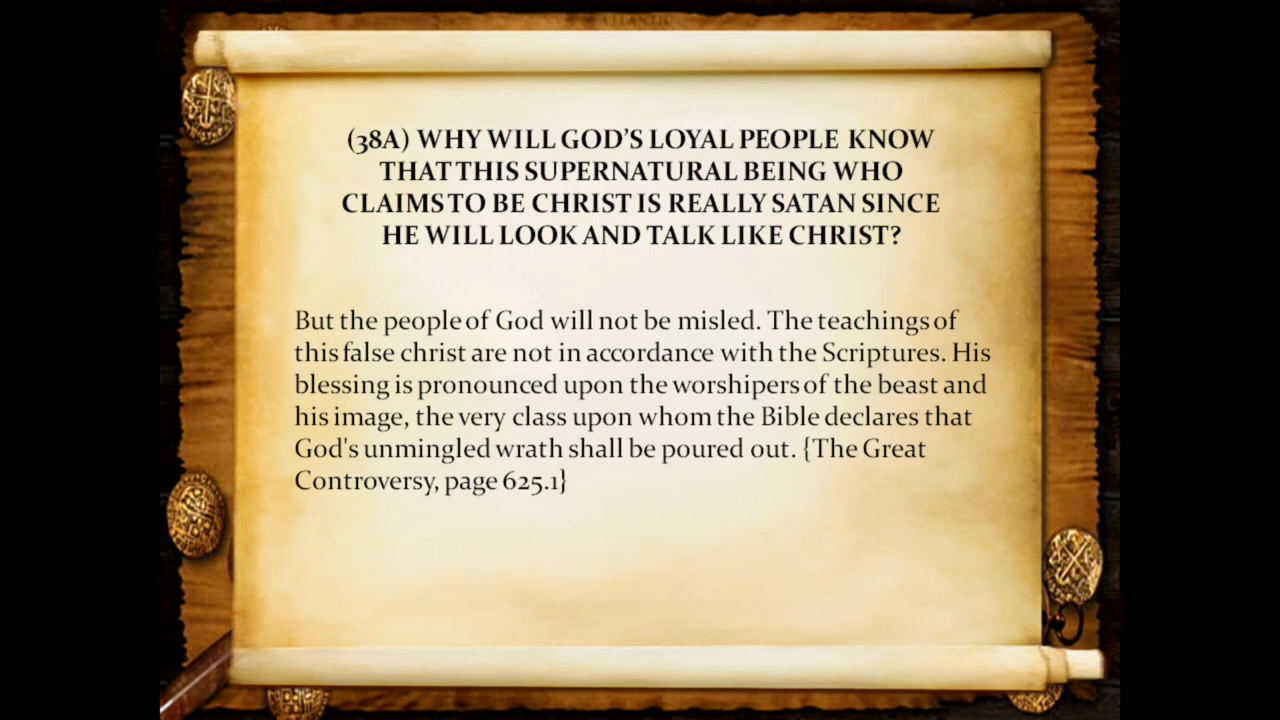 ATLANTIC
(38A) WHY WILL GOD'S LOYAL PEOPLE KNOW
THAT THIS SUPERNATURAL BEING WHO
CLAIMS TO BE CHRIST IS REALLY SATAN SINCE
HE WILL LOOK AND TALK LIKE CHRIST?
But the people of God will not be misled. The teachings of
this false christ are not in accordance with the Scriptures. His
blessing is pronounced upon the worshipers of the beast and
his image, the very class upon whom the Bible declares that
God's unmingled wrath shall be poured out. {The Great
Controversy, page 625.1}